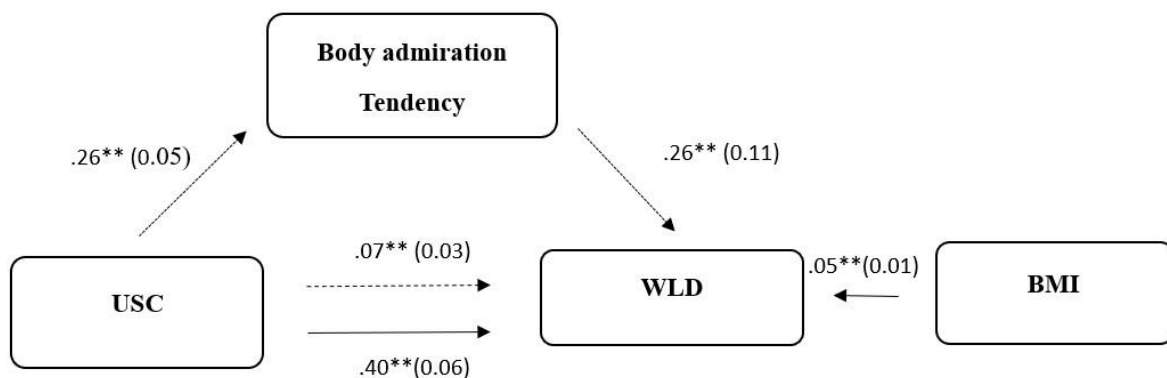 Body admiration
Tendency
.26** (0.05)
.26** (0.11)
.07** (0.03)
.05**(0.01)
USC
WLD
BMI
.40**(0.06)